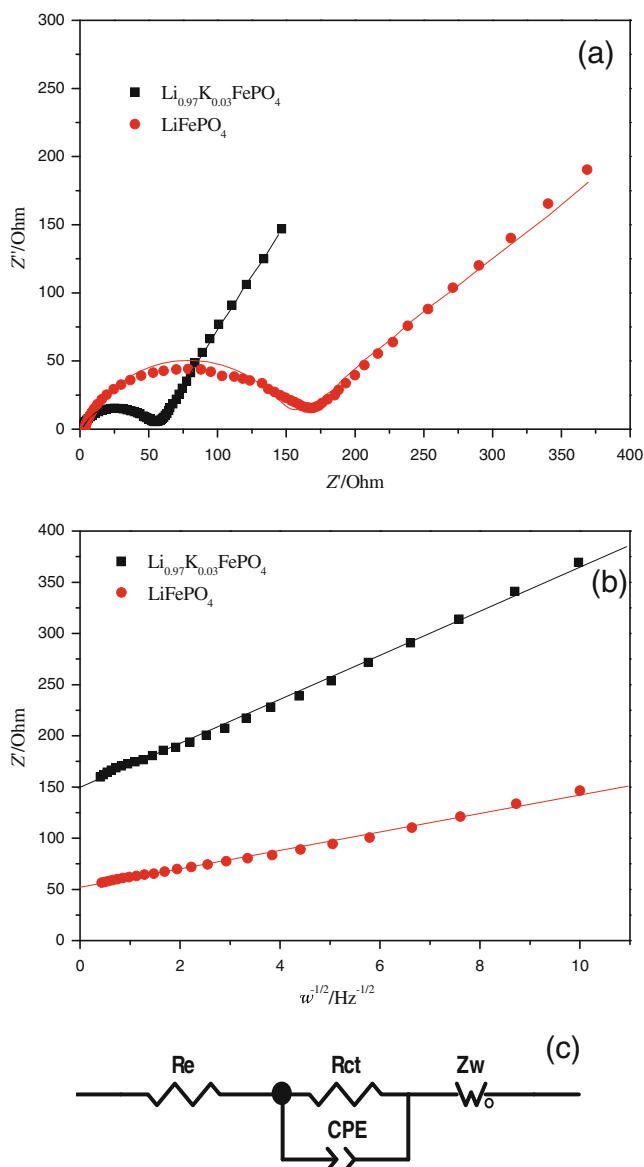 (a)
Li0.97K0.03FePO4
LiFePO4
300
250
200
150
100
50
0
Z''/Ohm
0 50 100 150 200 250 300 350 400
Z'/Ohm
(b)
Li0.97K0.03FePO4
LiFePO4
400
350
300
250
200
150
100
50
0
Z'/Ohm
0 2 4 6 8 10
w-1/2/Hz-1/2
(c)
Re Rct Zw
CPE